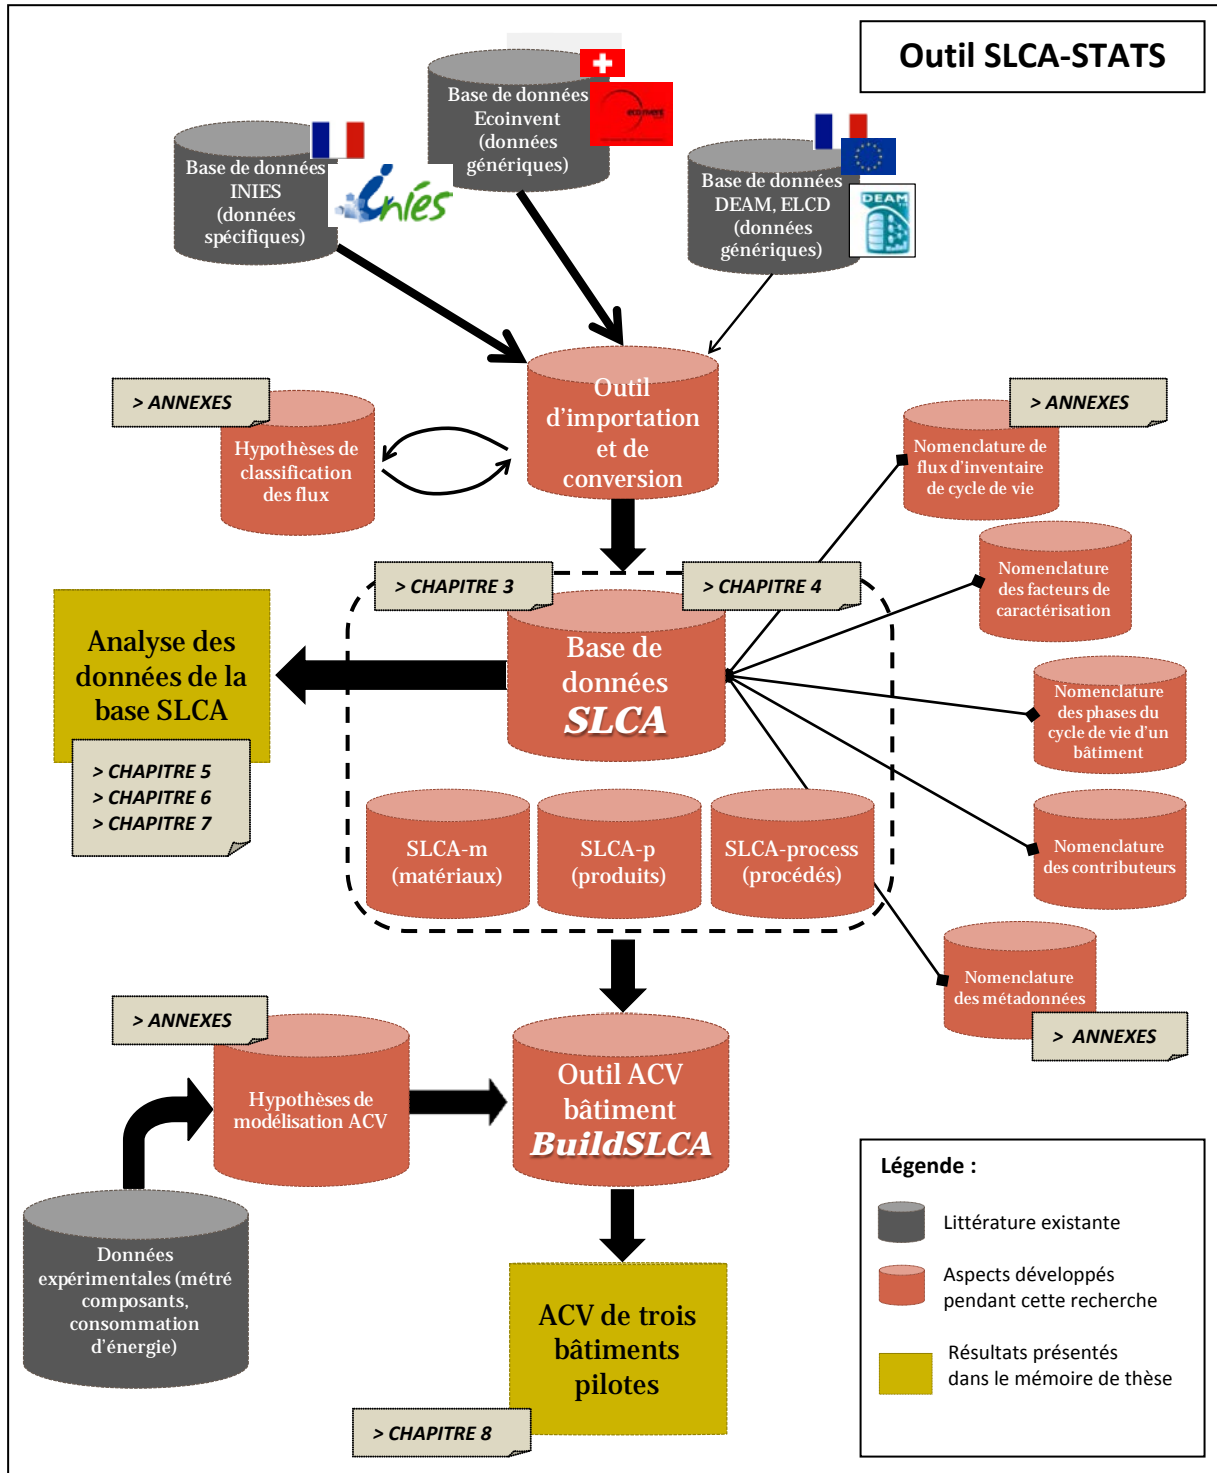 Outil SLCA-STATS
Base de données
Ecoinvent
(données
génériques)
ecoinvent
Base de données
INIES
(données
spécifiques)
iniés
Base de données
DEAM, ELCD
(données
génériques)
DEAM
Outil
d'importation
et de
conversion
> ANNEXES
Hypothèses de
classification
des flux
> ANNEXES
Nomenclature de
flux d'inventaire
de cycle de vie
Nomenclature
des facteurs de
caractérisation
Nomenclature
des phases du
cycle de vie d'un
bâtiment
Nomenclature
des contributeurs
Nomenclature
des métadonnées
> ANNEXES
> CHAPITRE 3
> CHAPITRE 4
Base de
données
SLCA
Analyse des
données de la
base SLCA
> CHAPITRE 5
> CHAPITRE 6
> CHAPITRE 7
SLCA-m
(matériaux)
SLCA-p
(produits)
SLCA-process
(procédés)
> ANNEXES
Hypothèses de
modélisation ACV
Outil ACV
bâtiment
BuildSLCA
Données
expérimentales (métré
composants,
consommation
d'énergie)
ACV de trois
bâtiments
pilotes
> CHAPITRE 8
Légende :
Littérature existante
Aspects développés
pendant cette recherche
Résultats présentés
dans le mémoire de thèse